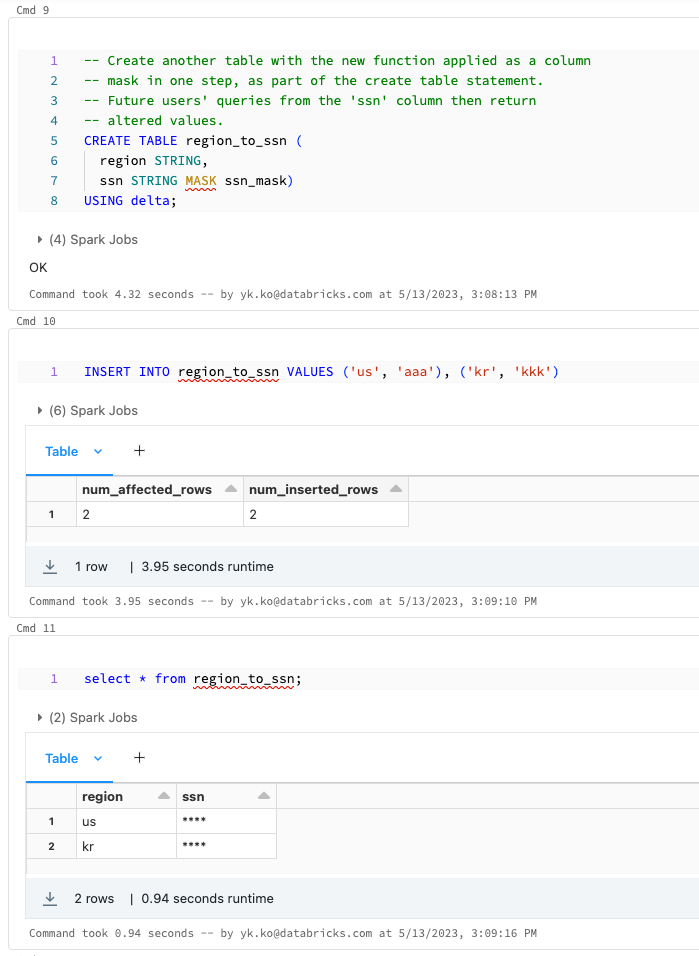 Cmd 9
1 -- Create another table with the new function applied as a column
2 -- mask in one step, as part of the create table statement.
3 -- Future users' queries from the 'ssn' column then return
4 -- altered values.
5 CREATE TABLE region_to_ssn (
6   region STRING,
7   ssn STRING MASK ssn_mask)
8 USING delta;
(4) Spark Jobs
OK
Command took 4.32 seconds -- by yk.ko@databricks.com at 5/13/2023, 3:08:13 PM
Cmd 10
1 INSERT INTO region_to_ssn VALUES ('us', 'aaa'), ('kr', 'kkk')
(6) Spark Jobs
Table +
num_affected_rows num_inserted_rows
1 2 2
1 row | 3.95 seconds runtime
Command took 3.95 seconds -- by yk.ko@databricks.com at 5/13/2023, 3:09:10 PM
Cmd 11
1 select * from region_to_ssn;
(2) Spark Jobs
Table +
region ssn
1 us ****
2 kr ****
2 rows | 0.94 seconds runtime
Command took 0.94 seconds -- by yk.ko@databricks.com at 5/13/2023, 3:09:16 PM